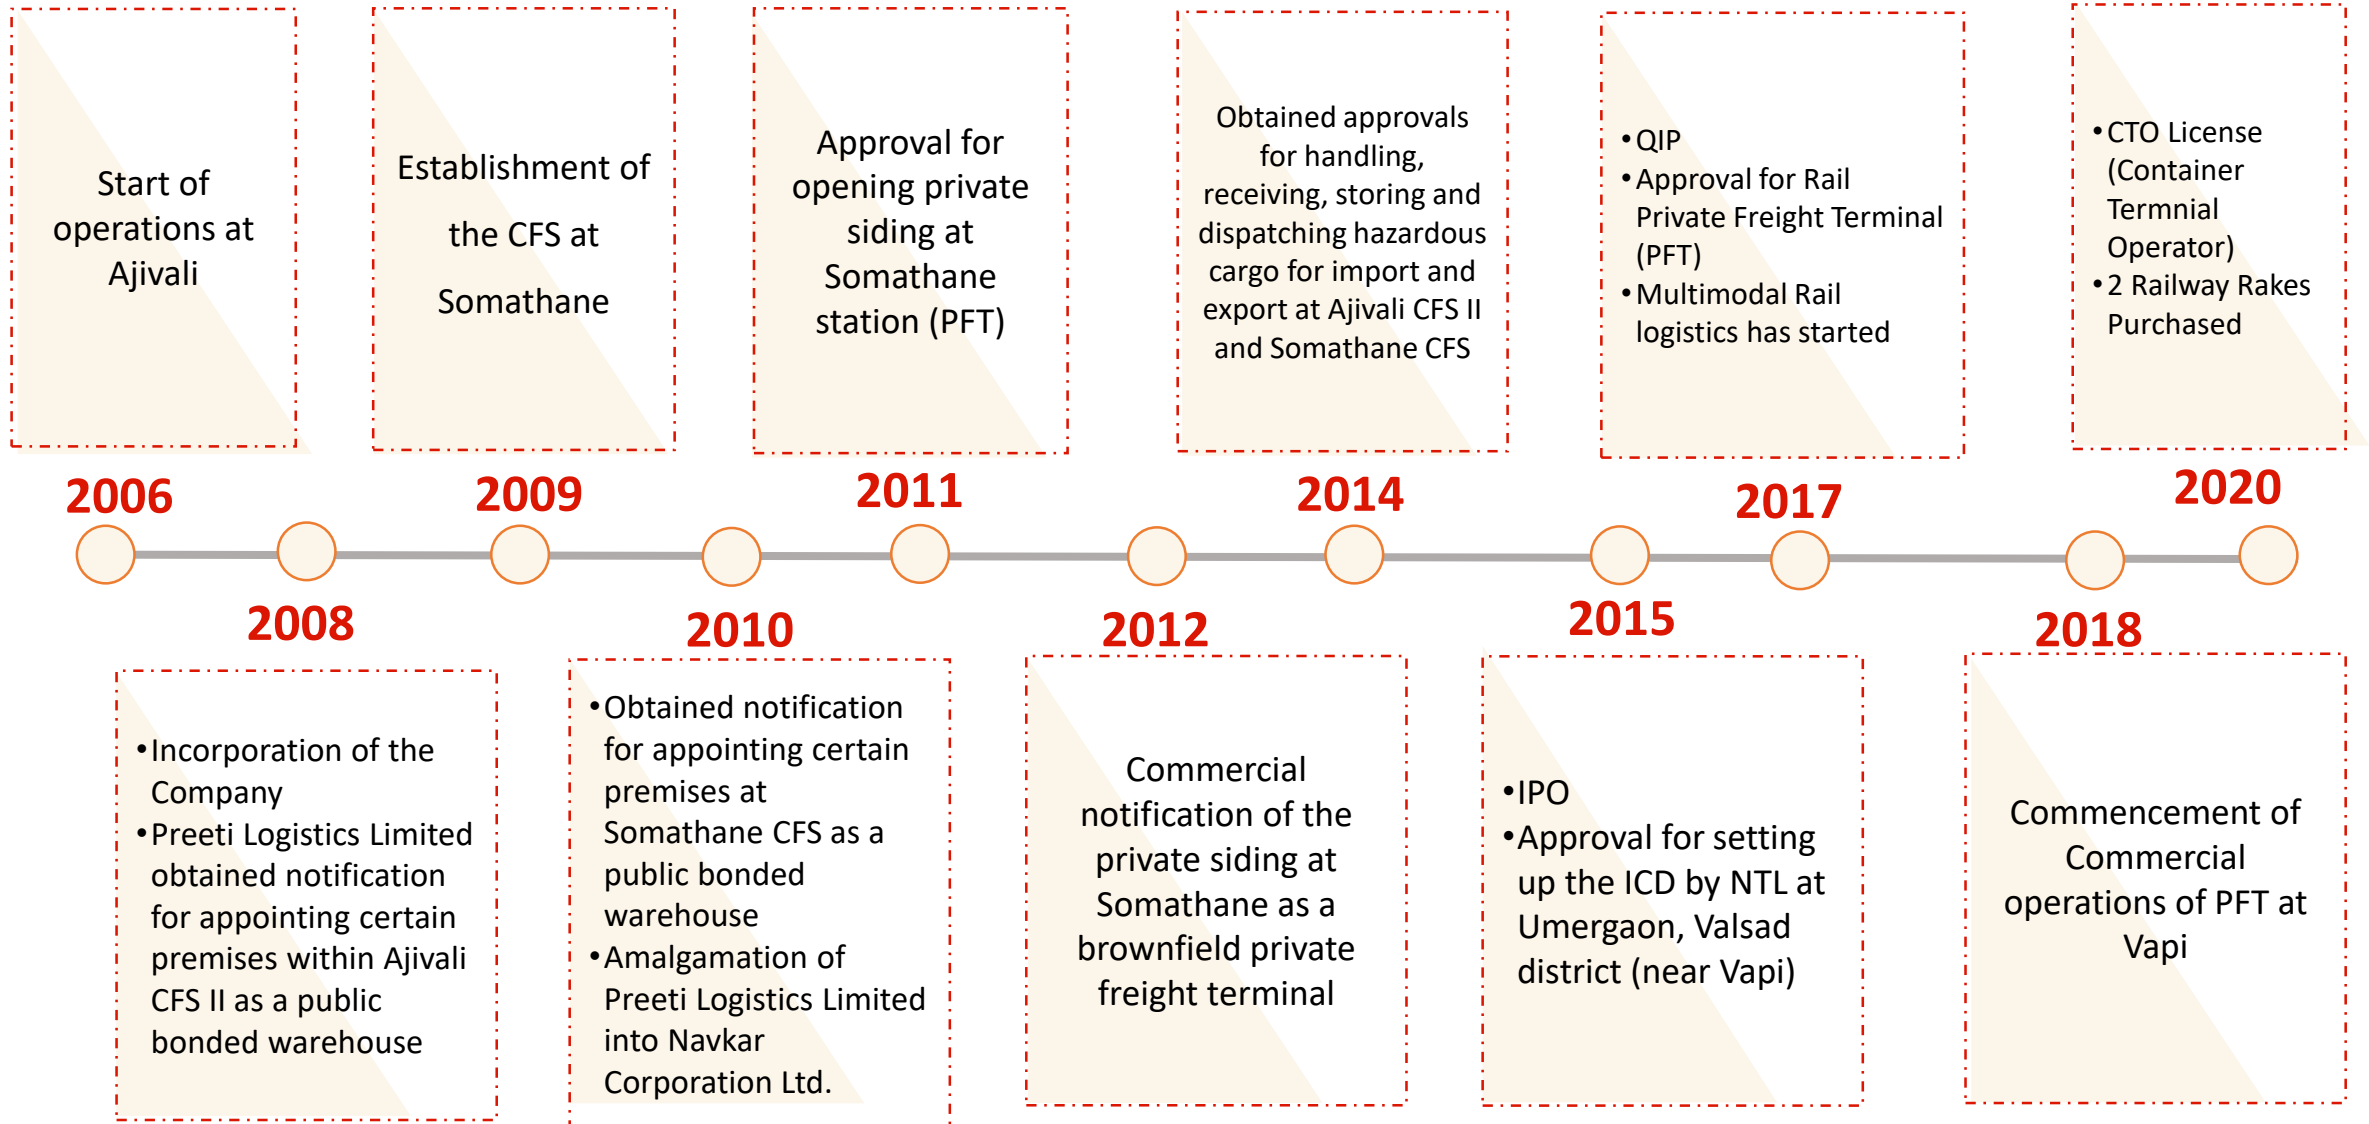 Start of
operations at
Ajivali
Establishment of
the CFS at
Somathane
Approval for
opening private
siding at
Somathane
station (PFT)
Obtained approvals
for handling,
receiving, storing and
dispatching hazardous
cargo for import and
export at Ajivali CFS II
and Somathane CFS
•QIP
•Approval for Rail
Private Freight Terminal
(PFT)
•Multimodal Rail
logistics has started
•CTO License
(Container
Termnial
Operator)
•2 Railway Rakes
Purchased
2006
2009
2011
2014
2017
2020
2008
2010
2012
2015
2018
•Incorporation of the
Company
•Preeti Logistics Limited
obtained notification
for appointing certain
premises within Ajivali
CFS II as a public
bonded warehouse
•Obtained notification
for appointing certain
premises at
Somathane CFS as a
public bonded
warehouse
•Amalgamation of
Preeti Logistics Limited
into Navkar
Corporation Ltd.
Commercial
notification of the
private siding at
Somathane as a
brownfield private
freight terminal
•IPO
•Approval for setting
up the ICD by NTL at
Umergaon, Valsad
district (near Vapi)
Commencement of
Commercial
operations of PFT at
Vapi